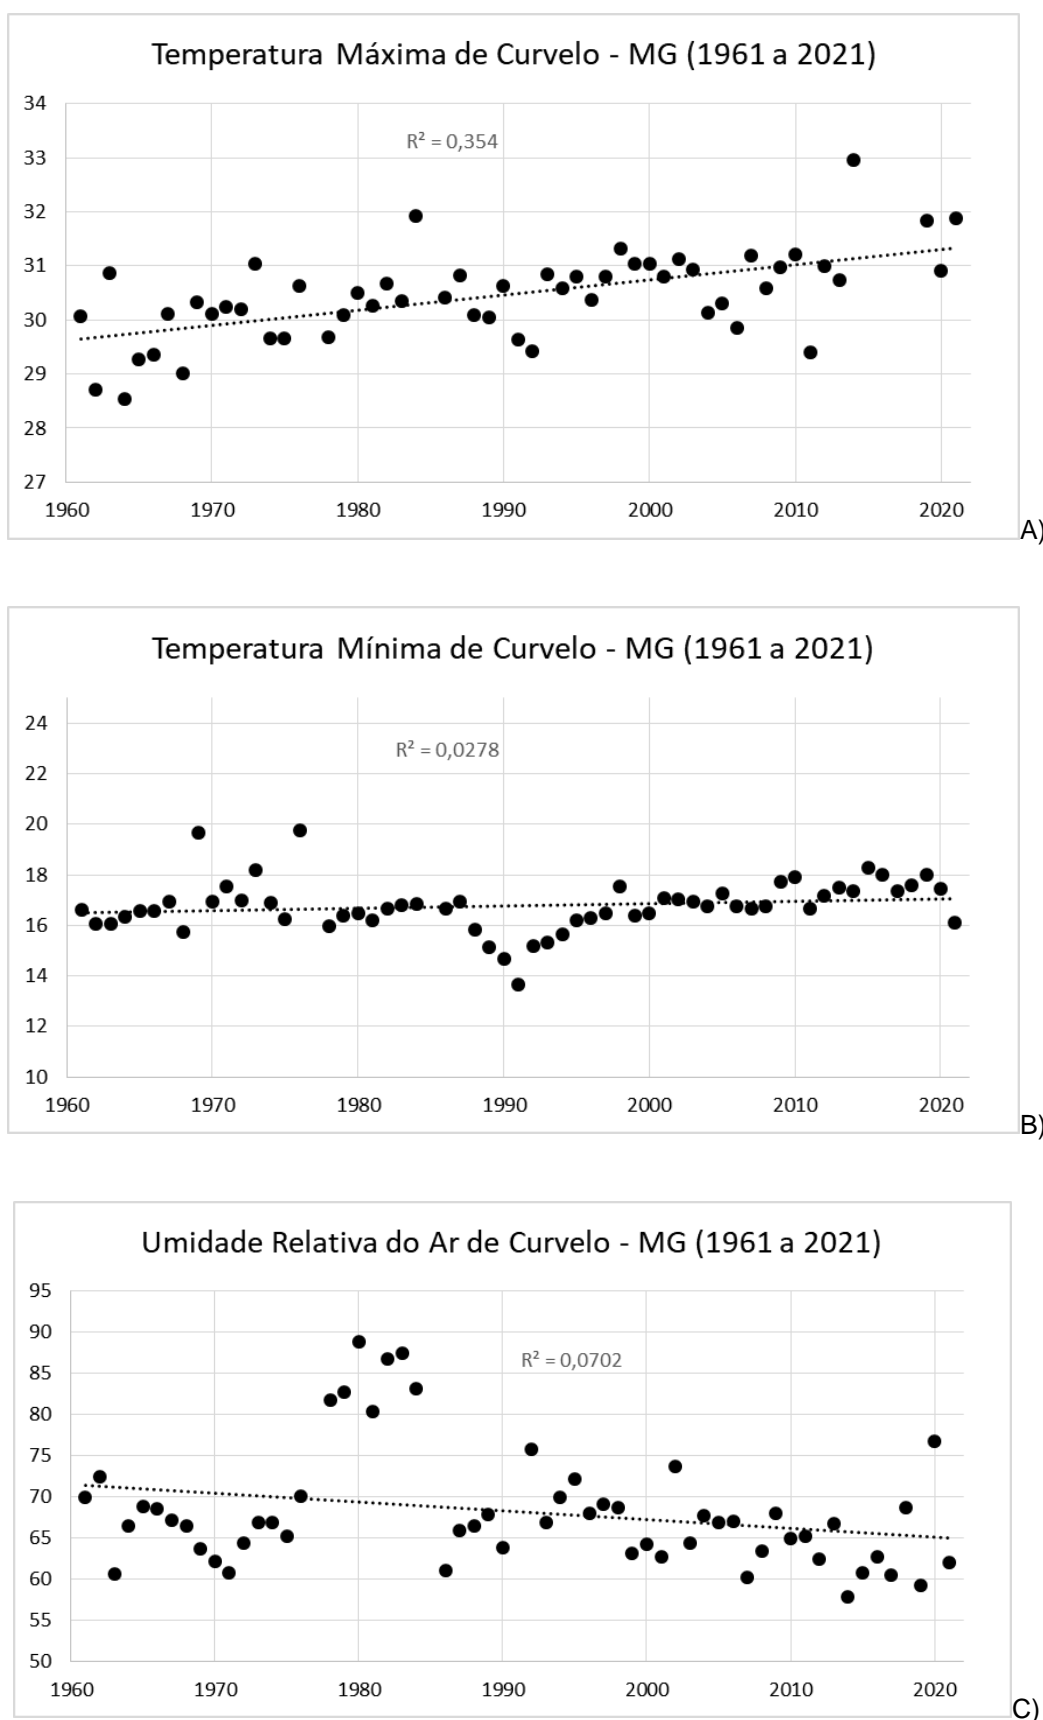 Temperatura Máxima de Curvelo - MG (1961 a 2021)
34
R² = 0,354
33
32
31
30
29
28
27
1960 1970 1980 1990 2000 2010 2020
A)
Temperatura Mínima de Curvelo - MG (1961 a 2021)
24
R² = 0,0278
22
20
18
16
14
12
10
1960 1970 1980 1990 2000 2010 2020
B)
Umidade Relativa do Ar de Curvelo - MG (1961 a 2021)
95
90
R² = 0,0702
85
80
75
70
65
60
55
50
1960 1970 1980 1990 2000 2010 2020
C)